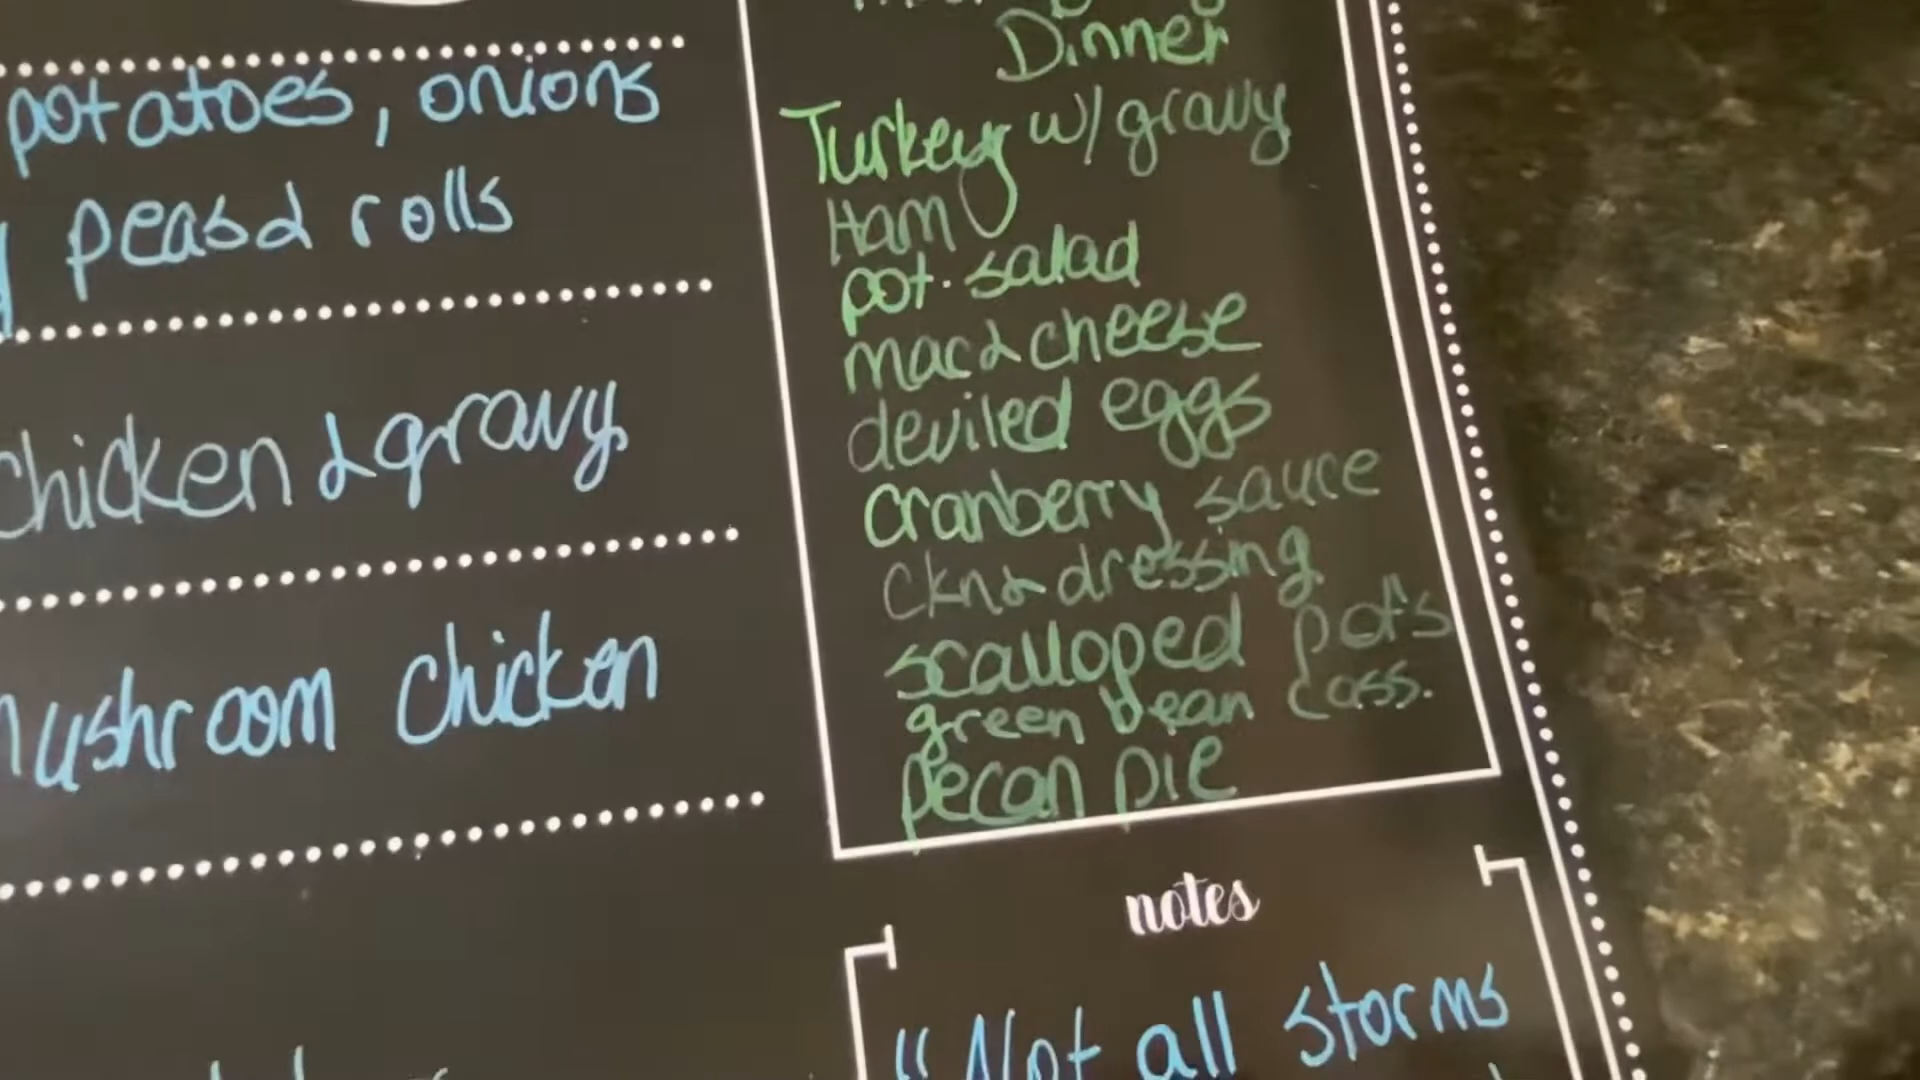 potatoes, onions
peas & rolls
chicken & gravy
mushroom chicken
Dinner
Turkey w/ gravy
Ham
pot. salad
mac & cheese
deviled eggs
cranberry sauce
ckn & dressing
scalloped pot's
green bean cass.
pecan pie
notes
"Not all storms